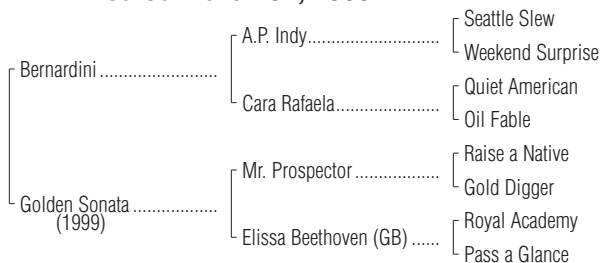 A.P. Indy
Seattle Slew
Weekend Surprise
Bernardini
Cara Rafaela
Quiet American
Oil Fable
Golden Sonata
(1999)
Mr. Prospector
Raise a Native
Gold Digger
Elissa Beethoven (GB)
Royal Academy
Pass a Glance